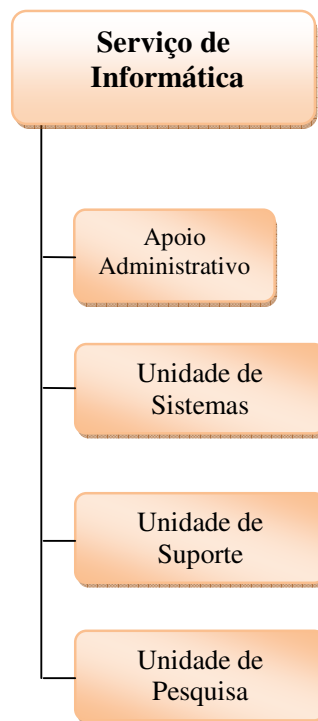 Serviço de
Informática
Apoio
Administrativo
Unidade de
Sistemas
Unidade de
Suporte
Unidade de
Pesquisa